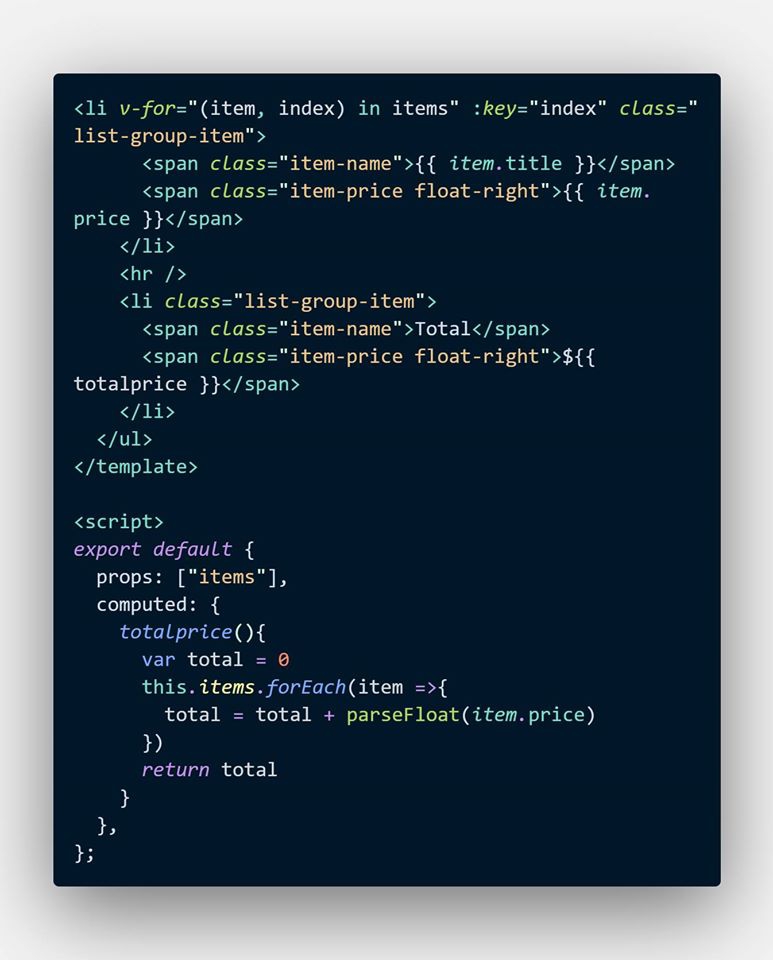 <li v-for="(item, index) in items" :key="index" class="
list-group-item">
      <span class="item-name">{{ item.title }}</span>
      <span class="item-price float-right">{{ item.
price }}</span>
    </li>
    <hr />
    <li class="list-group-item">
      <span class="item-name">Total</span>
      <span class="item-price float-right">${{
totalprice }}</span>
    </li>
  </ul>
</template>

<script>
export default {
  props: ["items"],
  computed: {
    totalprice(){
      var total = 0
      this.items.forEach(item =>{
        total = total + parseFloat(item.price)
      })
      return total
    }
  },
};